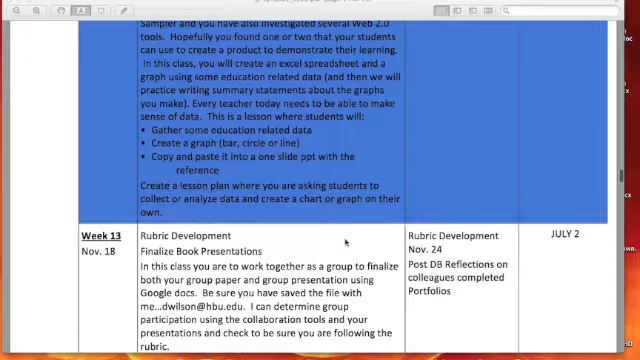 Sampler and you have also investigated several Web 2.0
tools. Hopefully you found one or two that your students
can use to create a product to demonstrate their learning.
In this class, you will create an excel spreadsheet and a
graph using some education related data (and then we will
practice writing summary statements about the graphs
you make). Every teacher today needs to be able to make
sense of data. This is a lesson where students will:
• Gather some education related data
• Create a graph (bar, circle or line)
• Copy and paste it into a one slide ppt with the
reference
Create a lesson plan where you are asking students to
collect or analyze data and create a chart or graph on their
own.
Week 13
Nov. 18
Rubric Development
Finalize Book Presentations
In this class you are to work together as a group to finalize
both your group paper and group presentation using
Google docs. Be sure you have saved the file with
me...dwilson@hbu.edu. I can determine group
participation using the collaboration tools and your
presentations and check to be sure you are following the
rubric.
Rubric Development
Nov. 24
Post DB Reflections on
colleagues completed
Portfolios
JULY 2